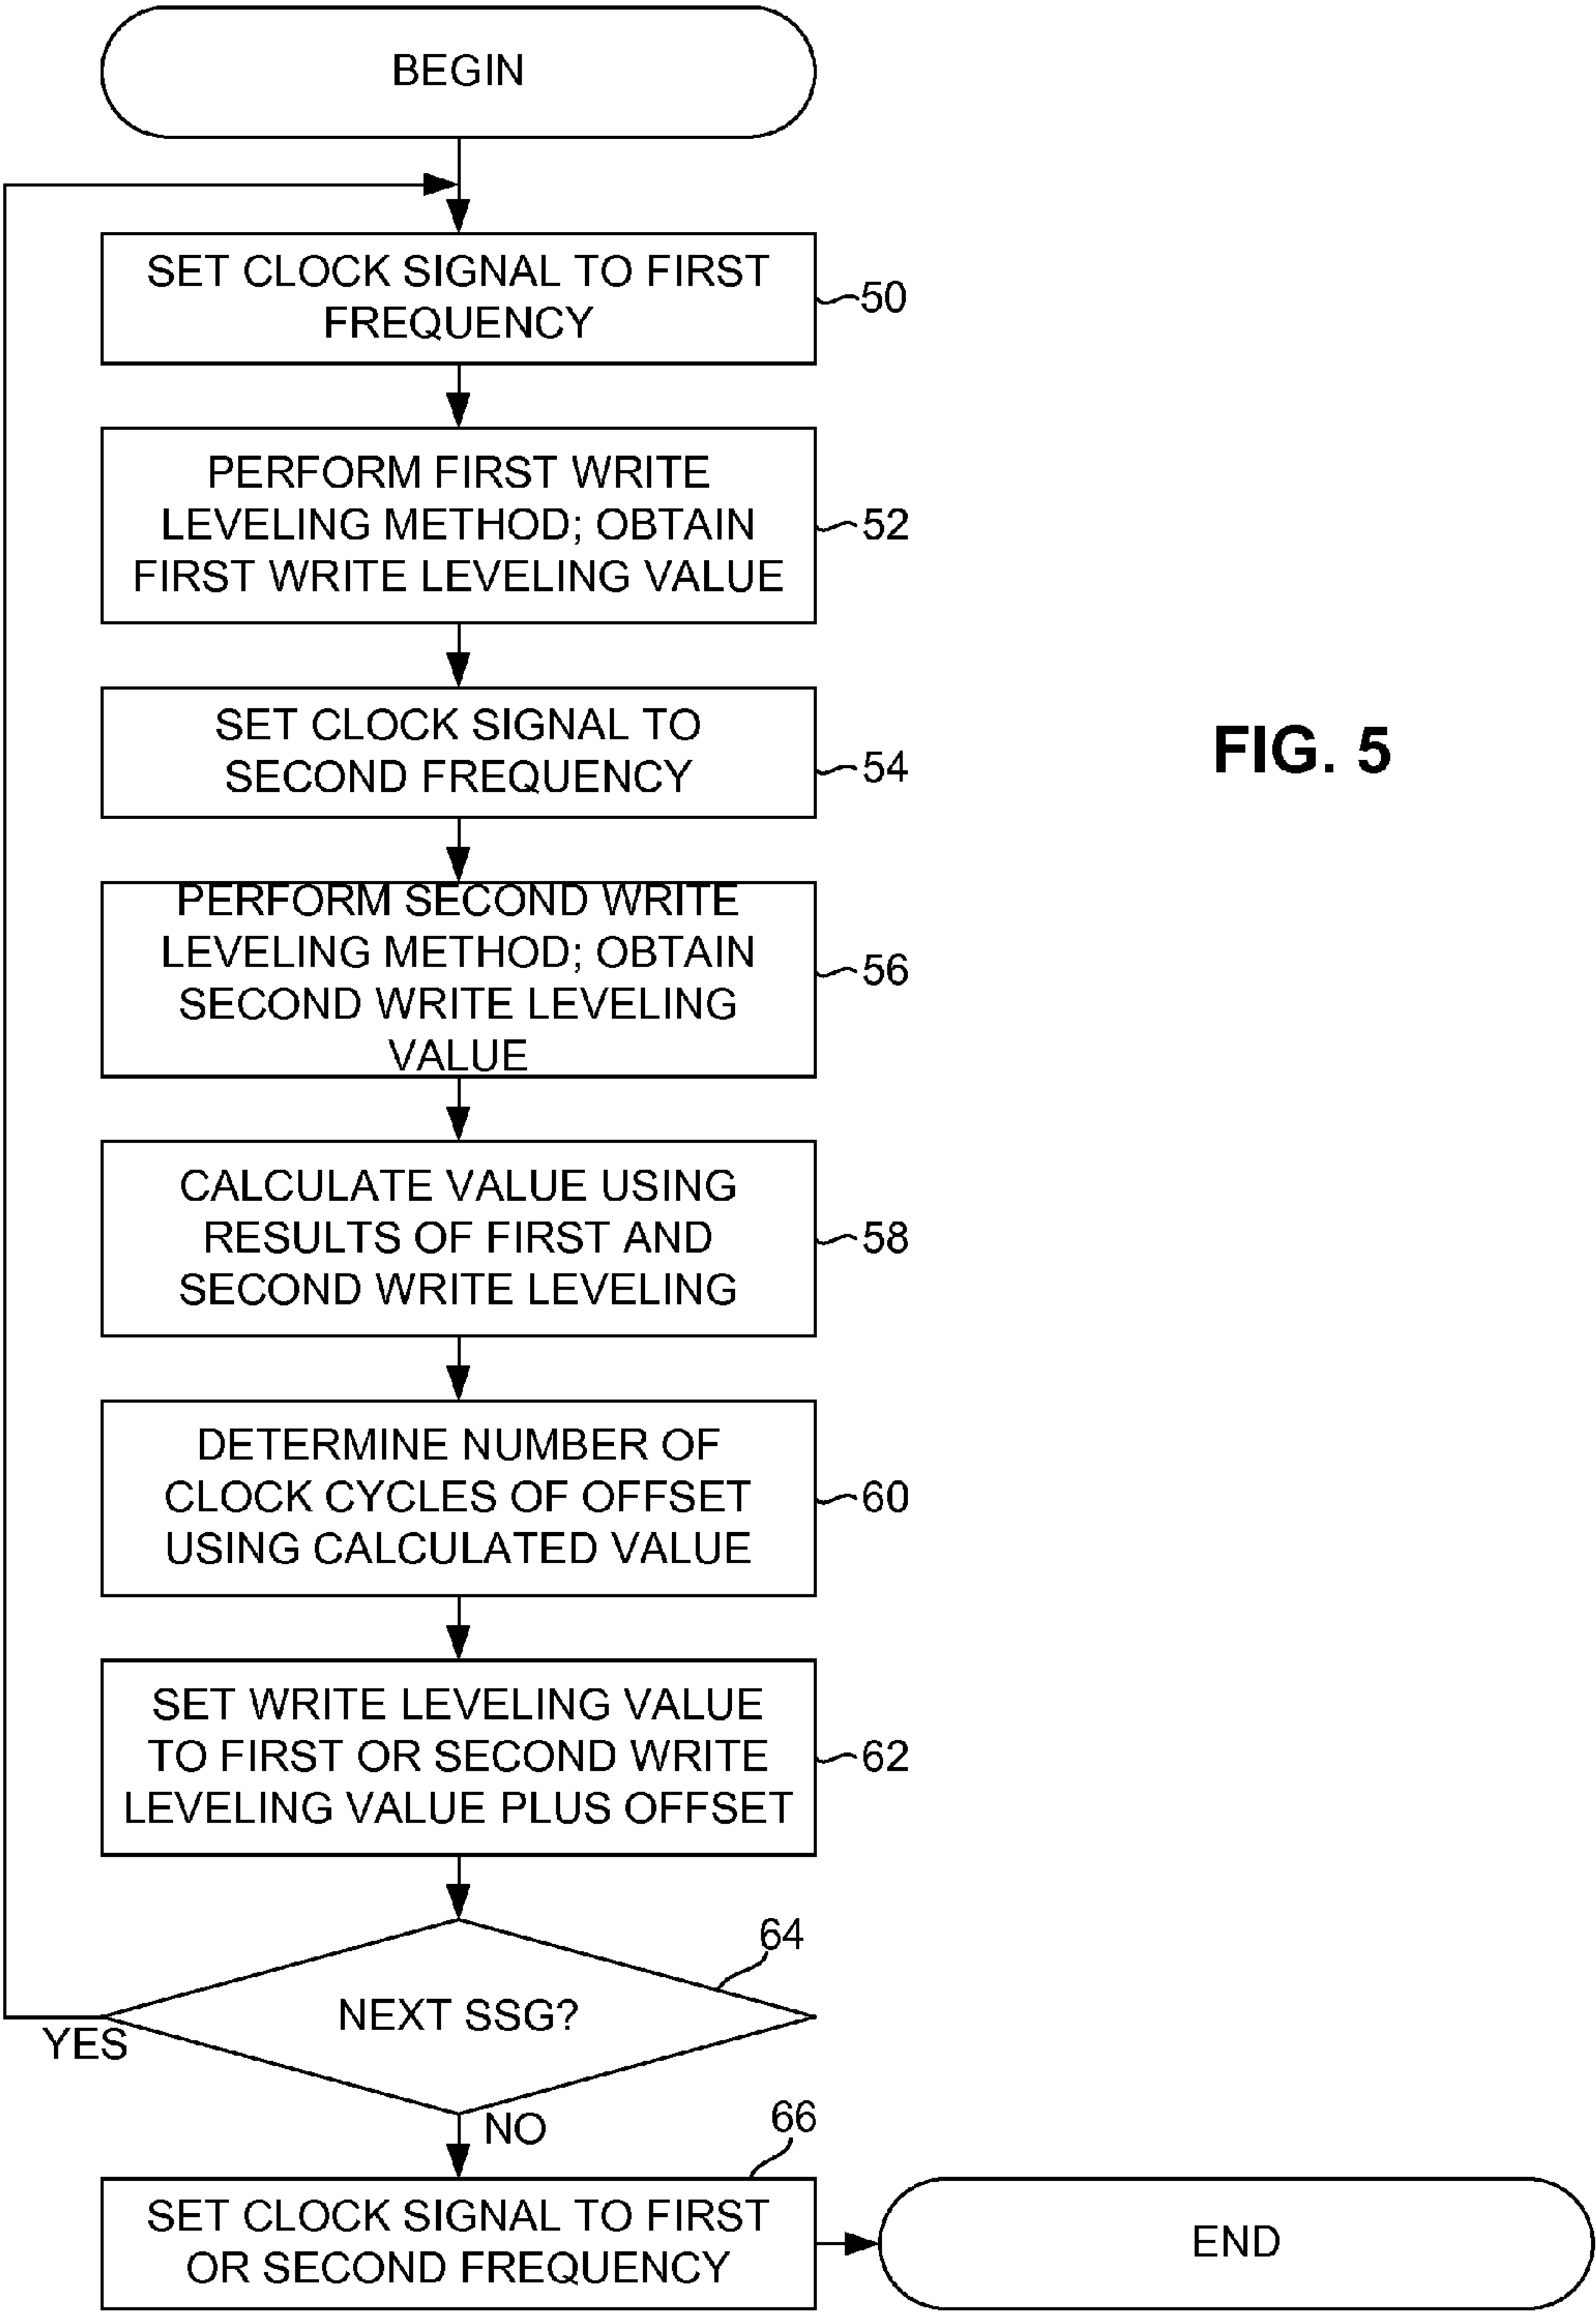 BEGIN
SET CLOCK SIGNAL TO FIRST
FREQUENCY
50
PERFORM FIRST WRITE
LEVELING METHOD; OBTAIN
FIRST WRITE LEVELING VALUE
52
SET CLOCK SIGNAL TO
SECOND FREQUENCY
54
FIG. 5
PERFORM SECOND WRITE
LEVELING METHOD; OBTAIN
SECOND WRITE LEVELING
VALUE
56
CALCULATE VALUE USING
RESULTS OF FIRST AND
SECOND WRITE LEVELING
58
DETERMINE NUMBER OF
CLOCK CYCLES OF OFFSET
USING CALCULATED VALUE
60
SET WRITE LEVELING VALUE
TO FIRST OR SECOND WRITE
LEVELING VALUE PLUS OFFSET
62
64
NEXT SSG?
YES
NO
66
SET CLOCK SIGNAL TO FIRST
OR SECOND FREQUENCY
END